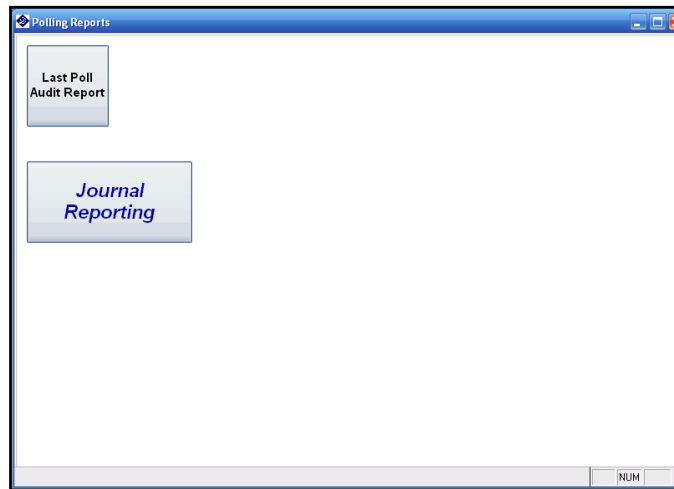 Polling Reports
Last Poll
Audit Report
Journal
Reporting
NUM